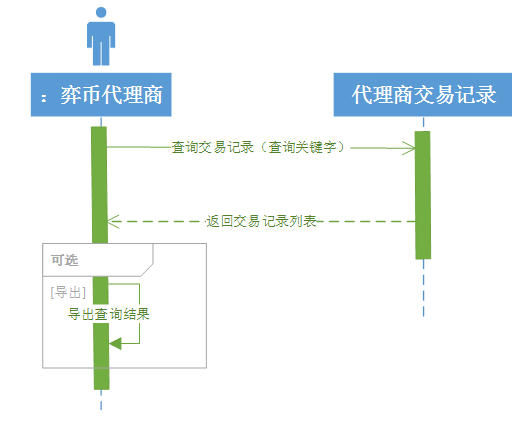 ：弈币代理商
代理商交易记录
查询交易记录（查询关键字）
返回交易记录列表
可选
[导出]
导出查询结果